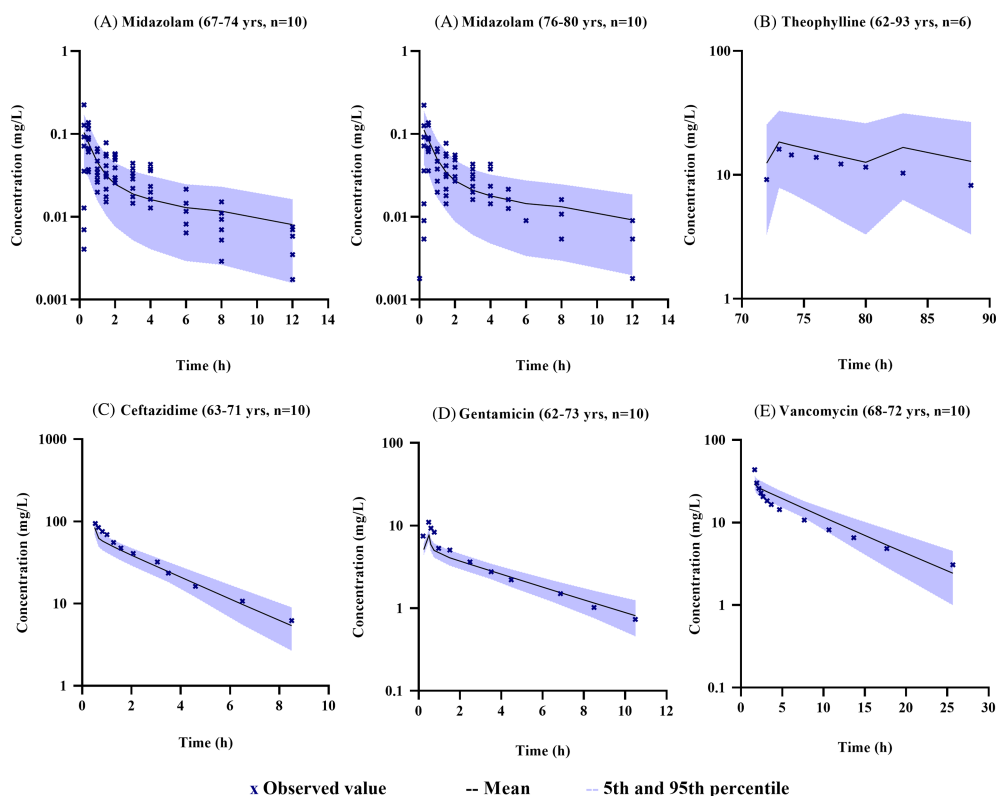 (A) Midazolam (67-74 yrs, n=10)
Concentration (mg/L)
1
0.1
0.01
0.001
0 2 4 6 8 10 12 14
Time (h)
(A) Midazolam (76-80 yrs, n=10)
Concentration (mg/L)
1
0.1
0.01
0.001
0 2 4 6 8 10 12 14
Time (h)
(B) Theophylline (62-93 yrs, n=6)
Concentration (mg/L)
100
10
1
70 75 80 85 90
Time (h)
(C) Ceftazidime (63-71 yrs, n=10)
Concentration (mg/L)
1000
100
10
1
0 2 4 6 8 10
Time (h)
(D) Gentamicin (62-73 yrs, n=10)
Concentration (mg/L)
100
10
1
0.1
0 2 4 6 8 10 12
Time (h)
(E) Vancomycin (68-72 yrs, n=10)
Concentration (mg/L)
100
10
1
0.1
0 5 10 15 20 25 30
Time (h)
x Observed value -- Mean -- 5th and 95th percentile